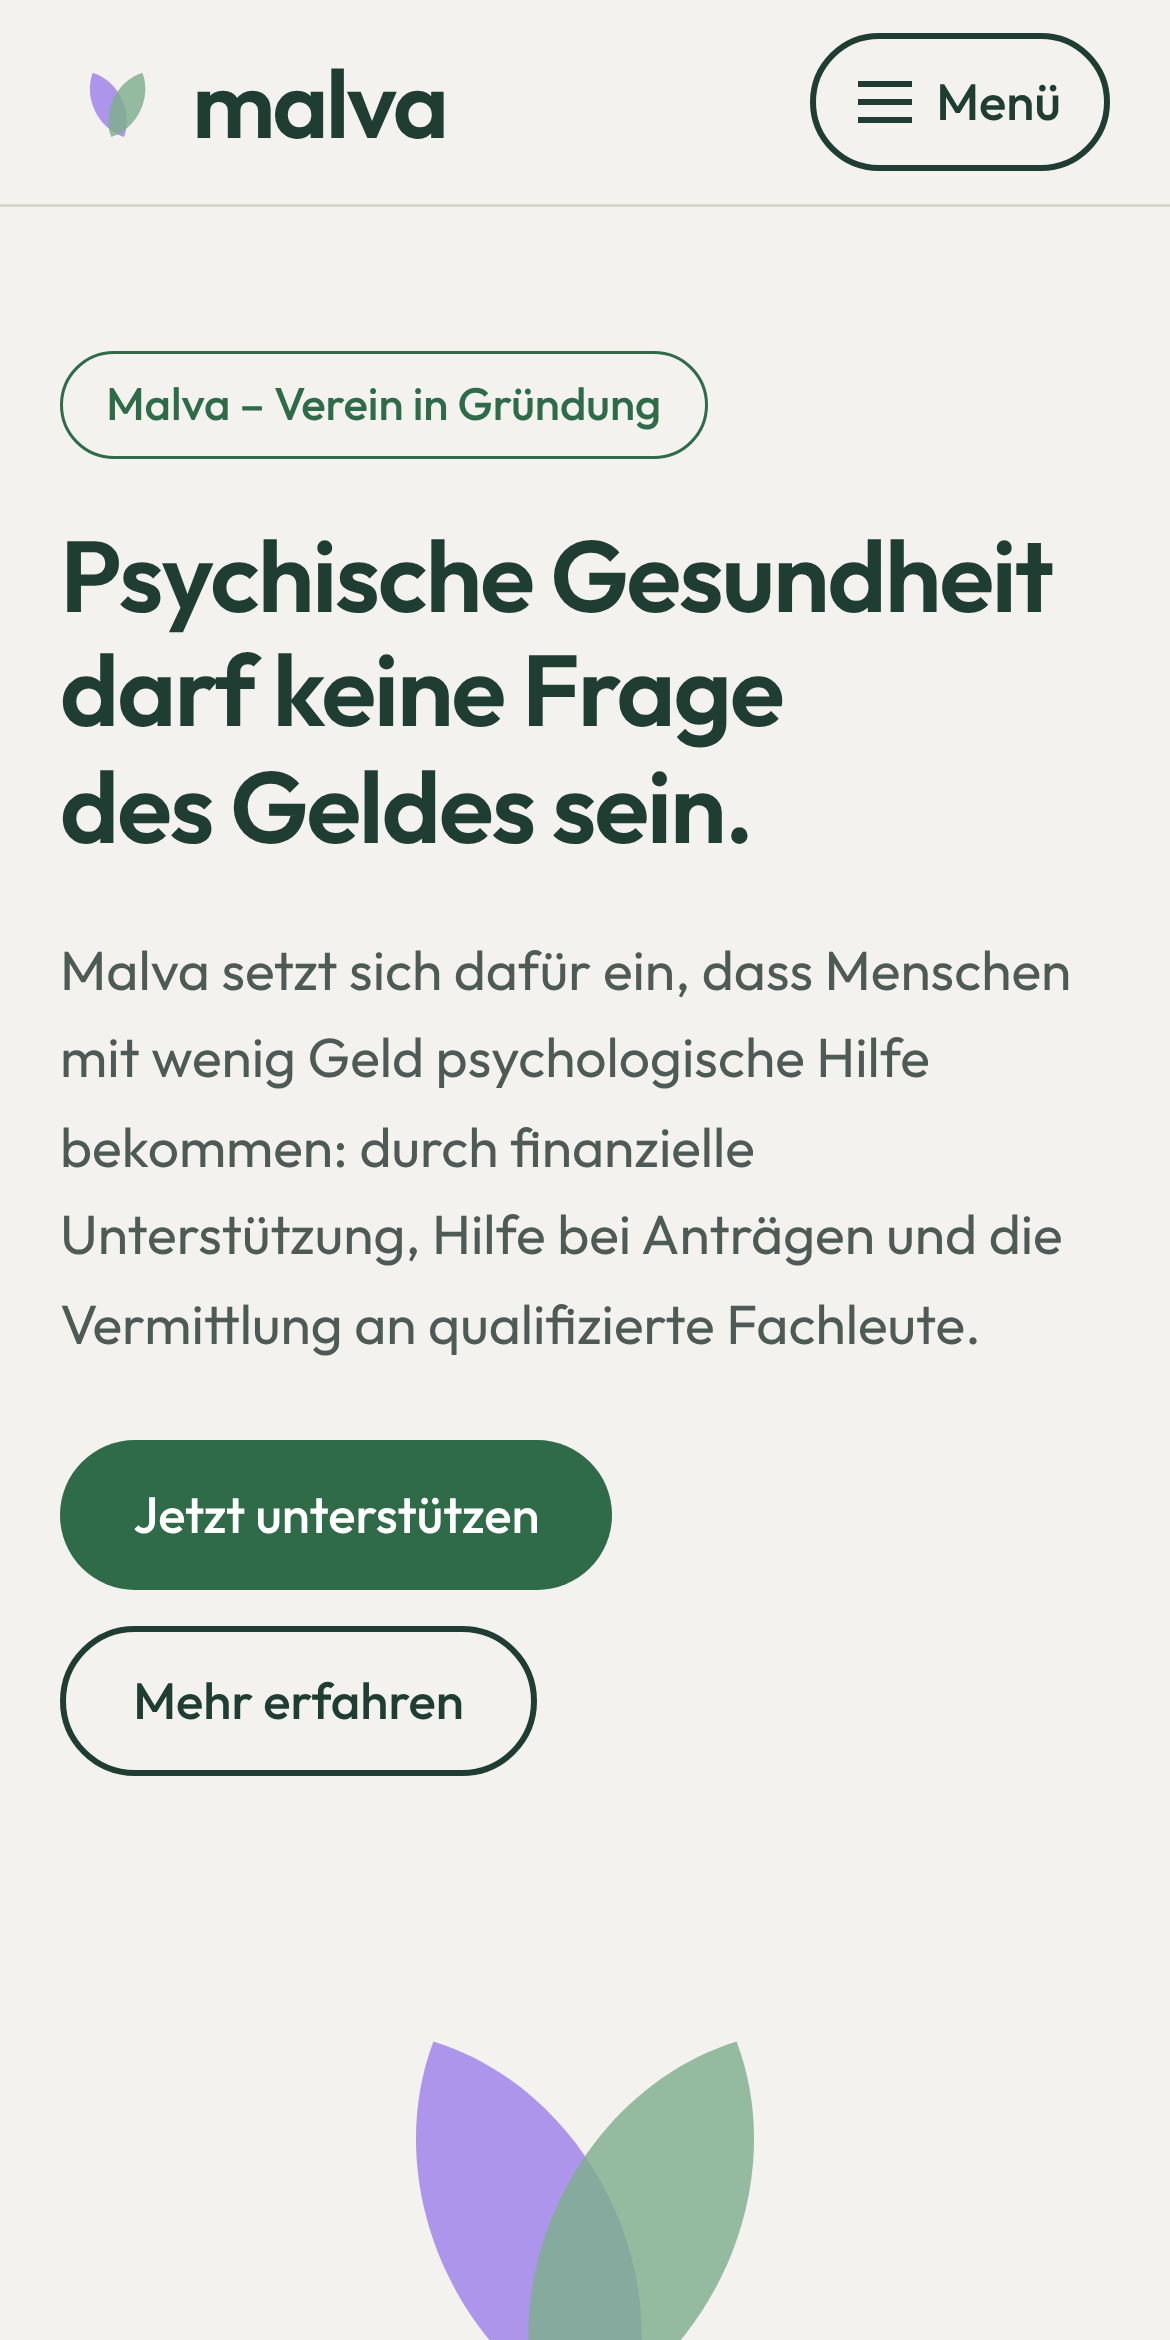 malva
Menü
Malva – Verein in Gründung
Psychische Gesundheit
darf keine Frage
des Geldes sein.
Malva setzt sich dafür ein, dass Menschen
mit wenig Geld psychologische Hilfe
bekommen: durch finanzielle
Unterstützung, Hilfe bei Anträgen und die
Vermittlung an qualifizierte Fachleute.
Jetzt unterstützen
Mehr erfahren